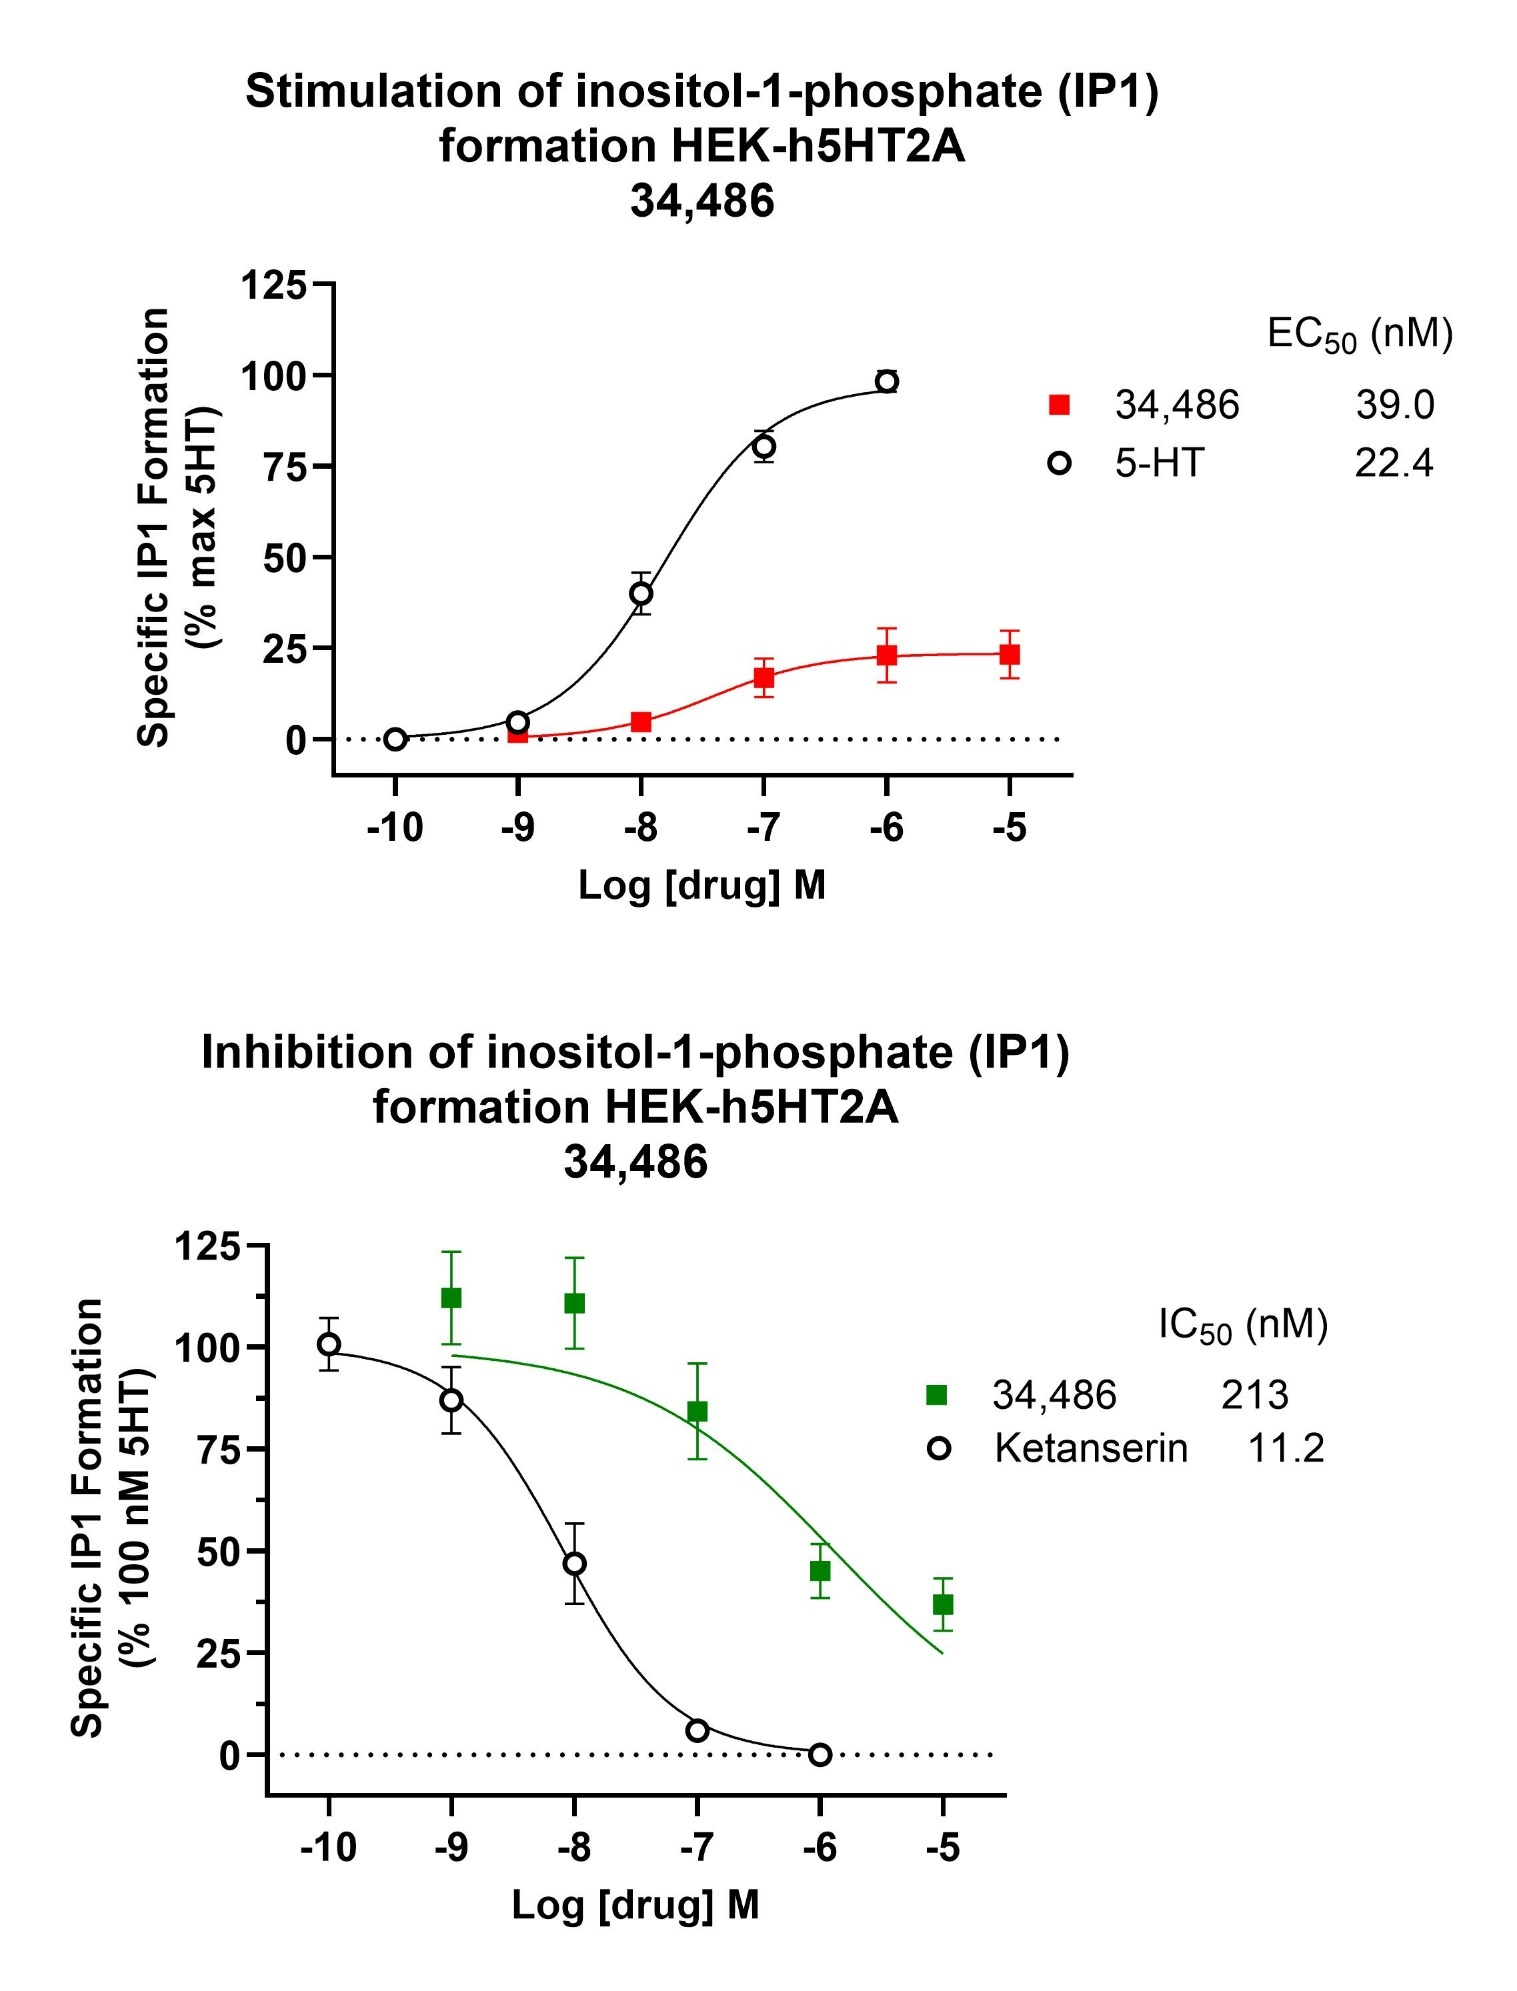 Stimulation of inositol-1-phosphate (IP1)
formation HEK-h5HT2A
34,486
Specific IP1 Formation
(% max 5HT)
125
100
75
50
25
0
-10 -9 -8 -7 -6 -5
Log [drug] M
EC50 (nM)
34,486 39.0
5-HT 22.4
Inhibition of inositol-1-phosphate (IP1)
formation HEK-h5HT2A
34,486
Specific IP1 Formation
(% 100 nM 5HT)
125
100
75
50
25
0
-10 -9 -8 -7 -6 -5
Log [drug] M
IC50 (nM)
34,486 213
Ketanserin 11.2